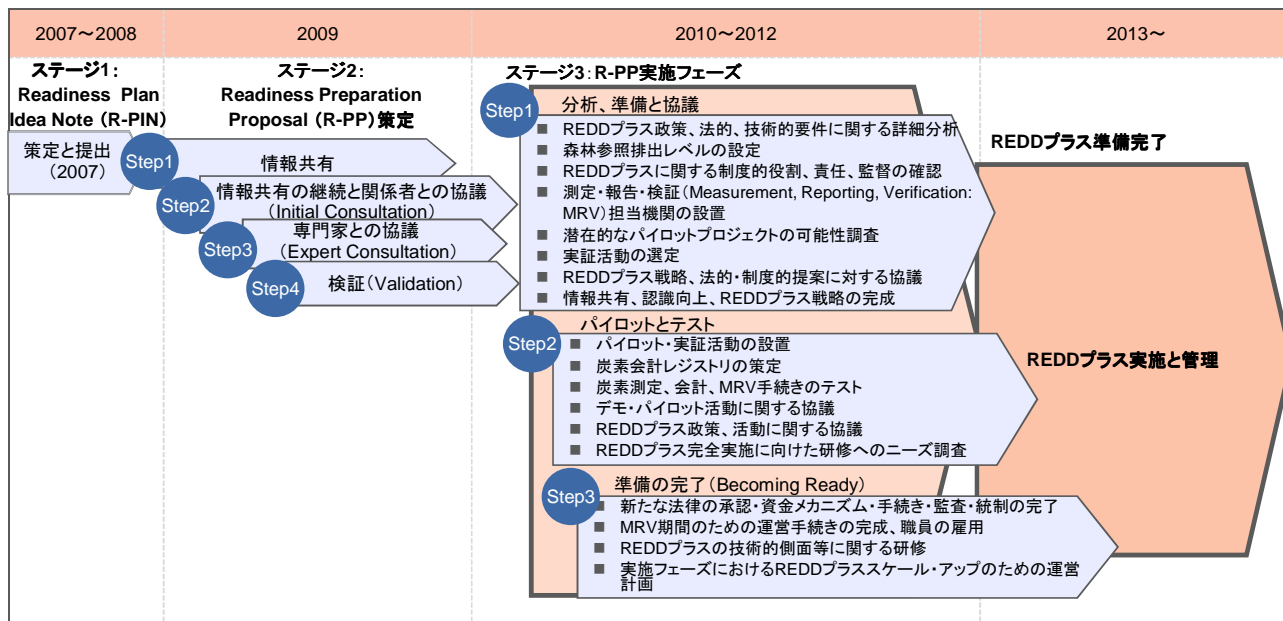 2007～2008
2009
2010～2012
2013～
ステージ1：
Readiness Plan
Idea Note （R-PIN）
策定と提出
（2007）
ステージ2：
Readiness Preparation
Proposal （R-PP）策定
Step1
情報共有
Step2
情報共有の継続と関係者との協議
（Initial Consultation）
Step3
専門家との協議
（Expert Consultation）
Step4
検証（Validation）
ステージ3：R-PP実施フェーズ
Step1
分析、準備と協議
■ REDDプラス政策、法的、技術的要件に関する詳細分析
■ 森林参照排出レベルの設定
■ REDDプラスに関する制度的役割、責任、監督の確認
■ 測定・報告・検証（Measurement, Reporting, Verification:
MRV）担当機関の設置
■ 潜在的なパイロットプロジェクトの可能性調査
■ 実証活動の選定
■ REDDプラス戦略、法的・制度的提案に対する協議
■ 情報共有、認識向上、REDDプラス戦略の完成
Step2
パイロットとテスト
■ パイロット・実証活動の設置
■ 炭素会計レジストリの策定
■ 炭素測定、会計、MRV手続きのテスト
■ デモ・パイロット活動に関する協議
■ REDDプラス政策、活動に関する協議
■ REDDプラス完全実施に向けた研修へのニーズ調査
Step3
準備の完了（Becoming Ready）
■ 新たな法律の承認・資金メカニズム・手続き・監査・統制の完了
■ MRV期間のための運営手続きの完成、職員の雇用
■ REDDプラスの技術的側面等に関する研修
■ 実施フェーズにおけるREDDプラススケール・アップのための運営
計画
REDDプラス準備完了
REDDプラス実施と管理